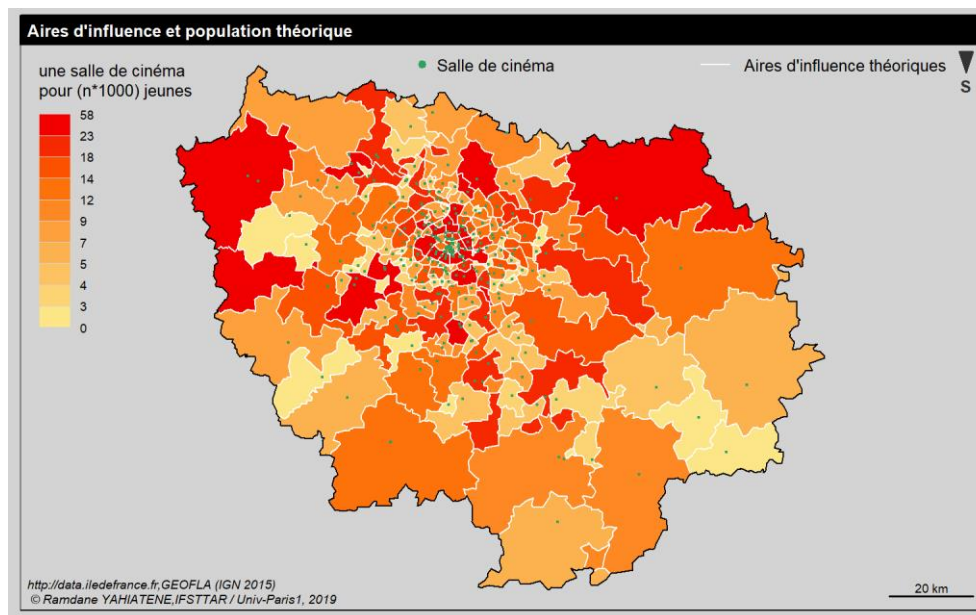 Aires d'influence et population théorique
une salle de cinéma
pour (n*1000) jeunes
Salle de cinéma
Aires d'influence théoriques
S
58
23
18
14
12
9
7
5
4
3
0
http://data.iledefrance.fr,GEOFLA (IGN 2015)
© Ramdane YAHIATENE,IFSTTAR / Univ-Paris1, 2019
20 km